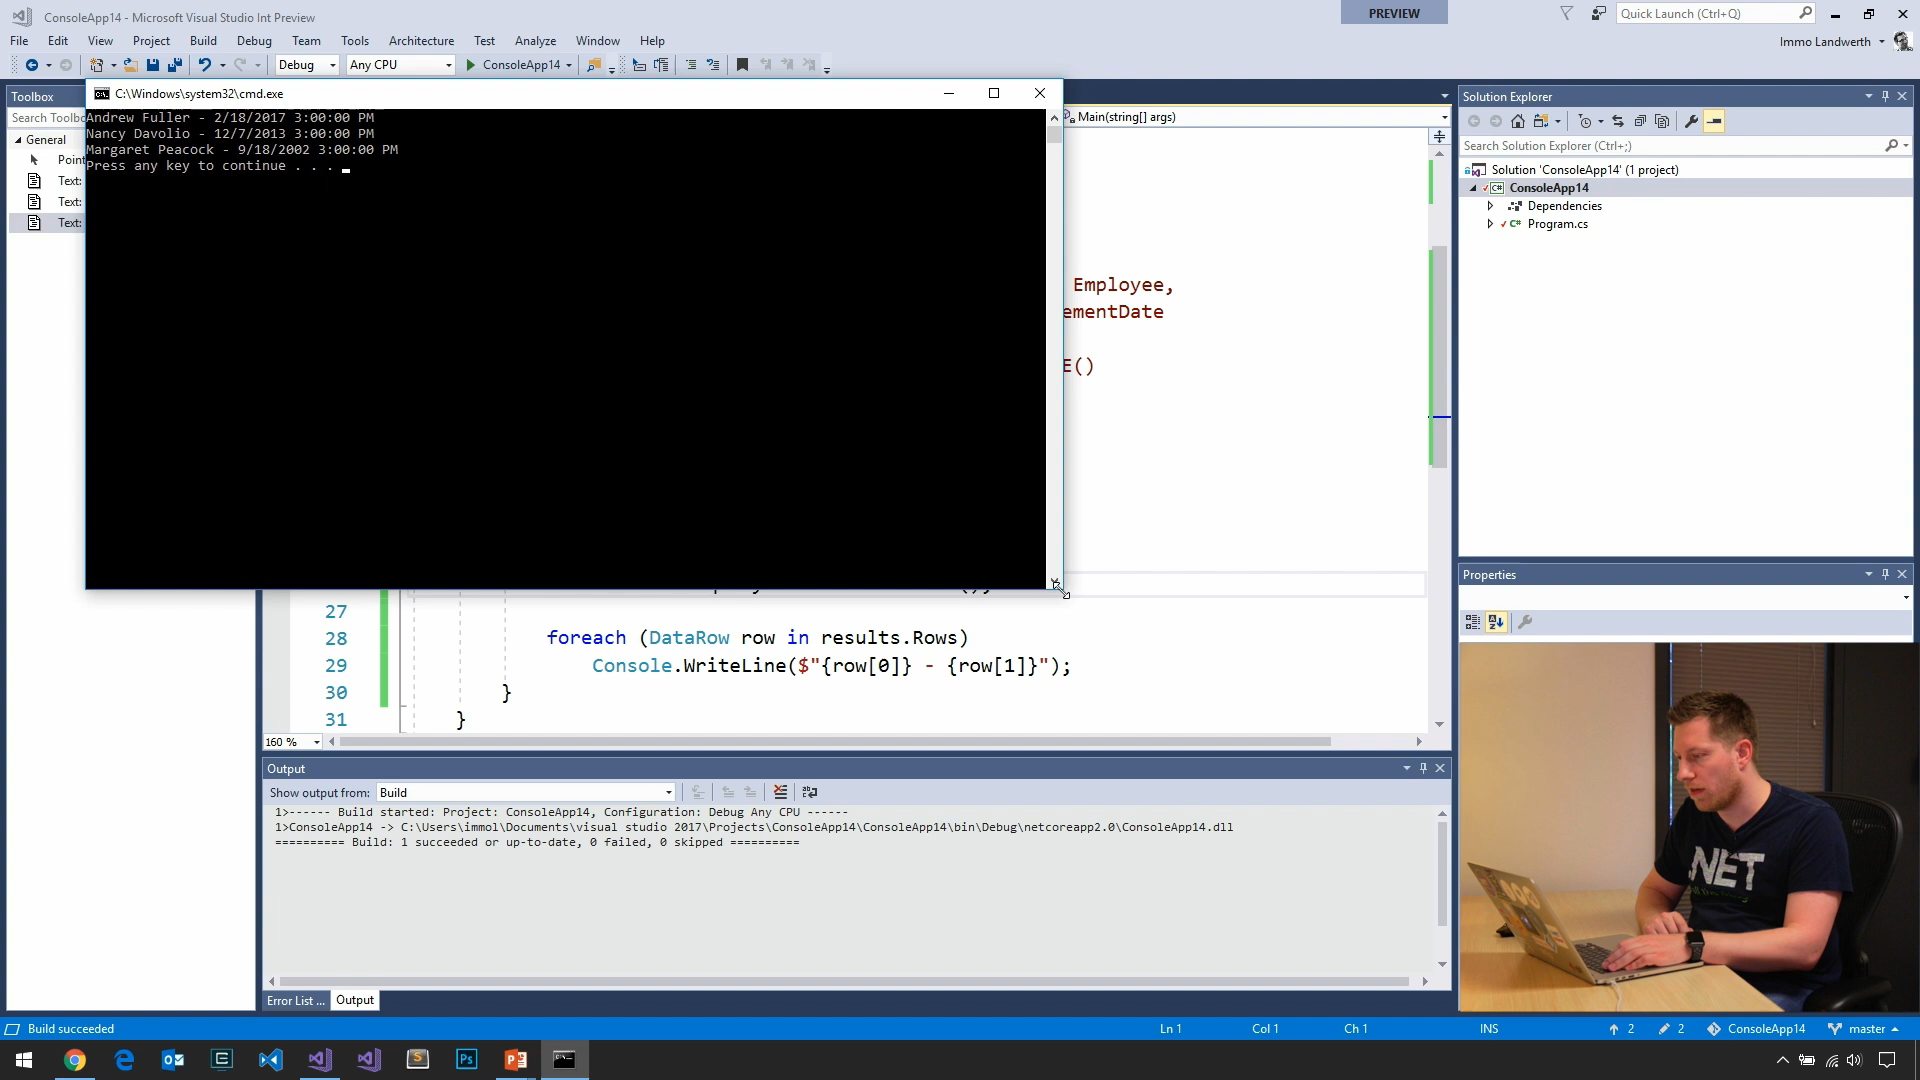 ConsoleApp14 - Microsoft Visual Studio Int Preview
PREVIEW
Quick Launch (Ctrl+Q)
File Edit View Project Build Debug Team Tools Architecture Test Analyze Window Help
Immo Landwerth
Debug Any CPU ConsoleApp14
Toolbox
Search Toolbo
General
Point
Text:
Text:
Text:
C:\Windows\system32\cmd.exe
Andrew Fuller - 2/18/2017 3:00:00 PM
Nancy Davolio - 12/7/2013 3:00:00 PM
Margaret Peacock - 9/18/2002 3:00:00 PM
Press any key to continue . . .
Main(string[] args)
Employee,
ementDate
E()
27
28 foreach (DataRow row in results.Rows)
29 Console.WriteLine($"{row[0]} - {row[1]}");
30 }
31 }
160 %
Output
Show output from: Build
1>------ Build started: Project: ConsoleApp14, Configuration: Debug Any CPU ------
1>ConsoleApp14 -> C:\Users\immol\Documents\visual studio 2017\Projects\ConsoleApp14\ConsoleApp14\bin\Debug\netcoreapp2.0\ConsoleApp14.dll
========== Build: 1 succeeded or up-to-date, 0 failed, 0 skipped ==========
Error List ... Output
Solution Explorer
Search Solution Explorer (Ctrl+;)
Solution 'ConsoleApp14' (1 project)
C# ConsoleApp14
Dependencies
C# Program.cs
Properties
.NET
Build succeeded Ln 1 Col 1 Ch 1 INS 2 2 ConsoleApp14 master
Ps